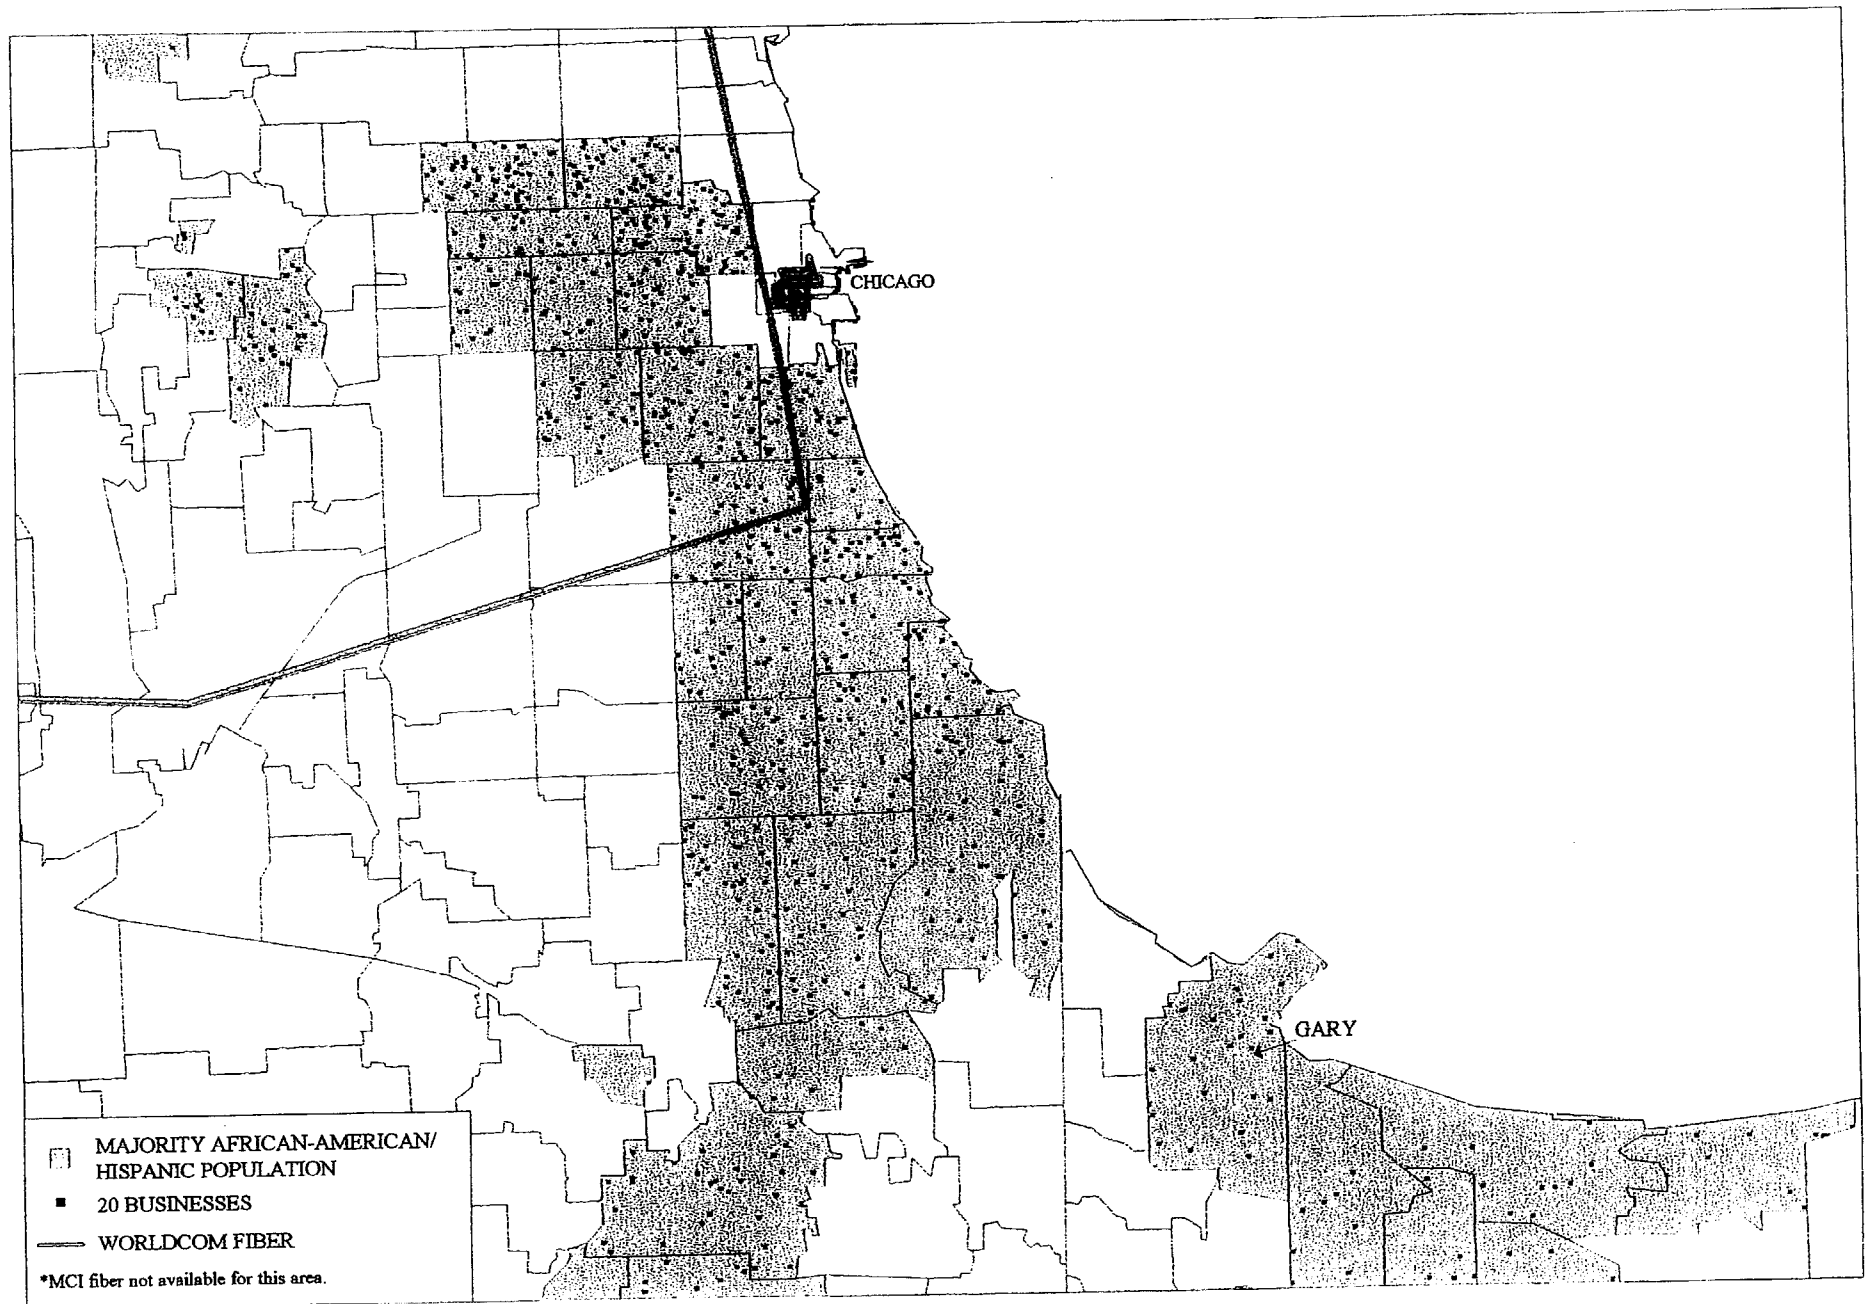 CHICAGO
GARY
MAJORITY AFRICAN-AMERICAN/
HISPANIC POPULATION
20 BUSINESSES
WORLDCOM FIBER
*MCI fiber not available for this area.